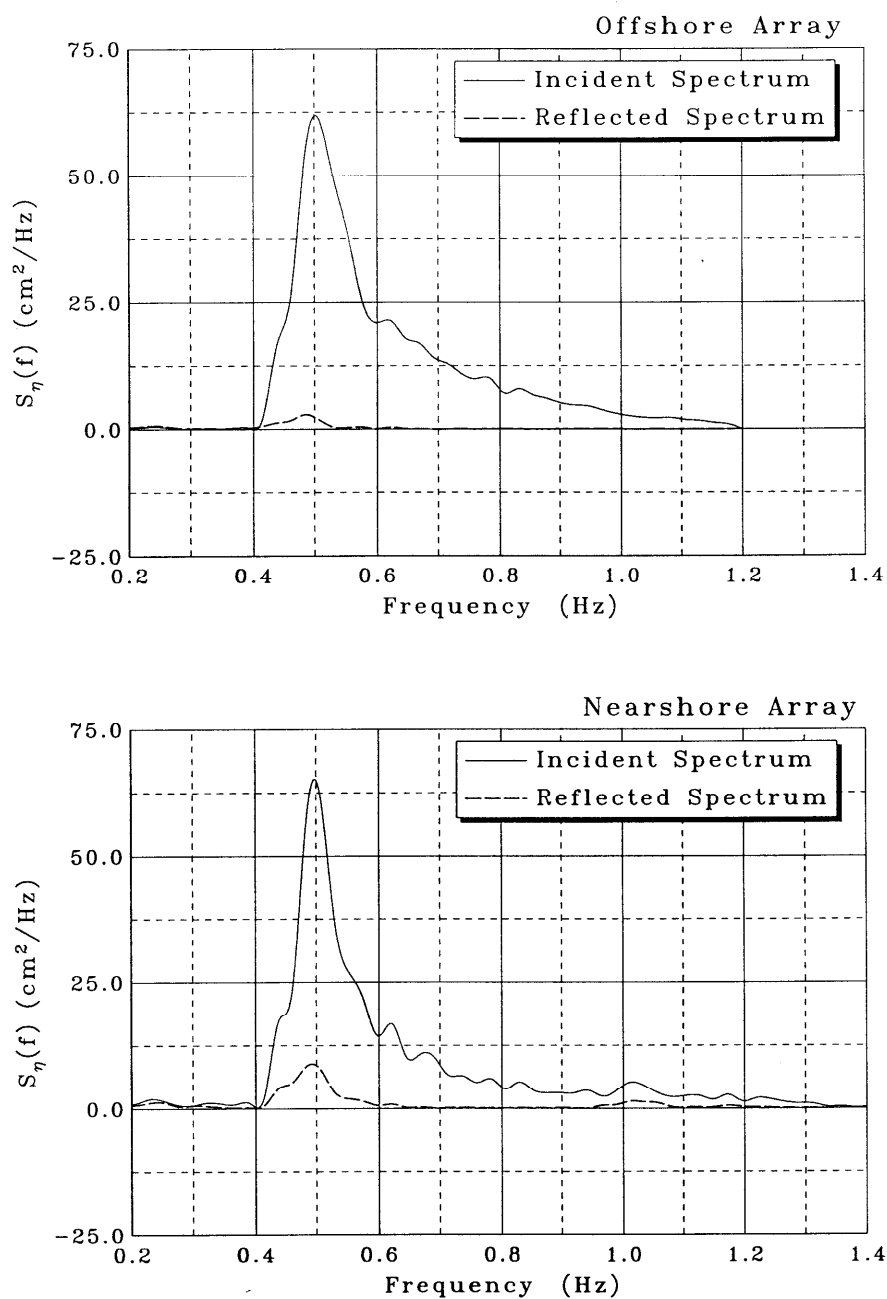 Offshore Array
75.0
Incident Spectrum
Reflected Spectrum
50.0
25.0
0.0
-25.0
S_η(f) (cm²/Hz)
0.2 0.4 0.6 0.8 1.0 1.2 1.4
Frequency (Hz)
Nearshore Array
75.0
Incident Spectrum
Reflected Spectrum
50.0
25.0
0.0
-25.0
S_η(f) (cm²/Hz)
0.2 0.4 0.6 0.8 1.0 1.2 1.4
Frequency (Hz)